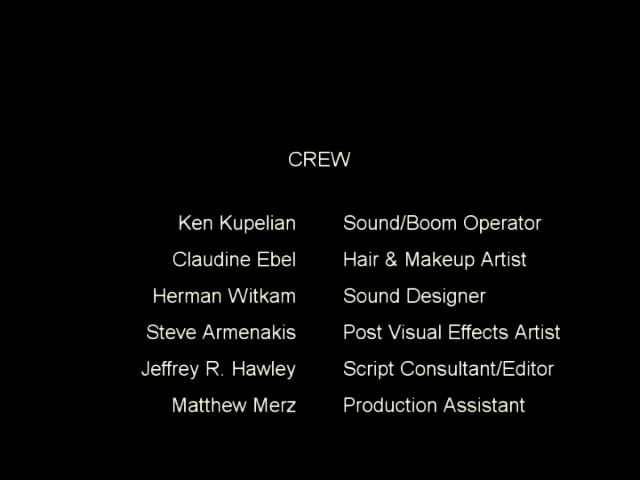 CREW
Ken Kupelian Sound/Boom Operator
Claudine Ebel Hair & Makeup Artist
Herman Witkam Sound Designer
Steve Armenakis Post Visual Effects Artist
Jeffrey R. Hawley Script Consultant/Editor
Matthew Merz Production Assistant